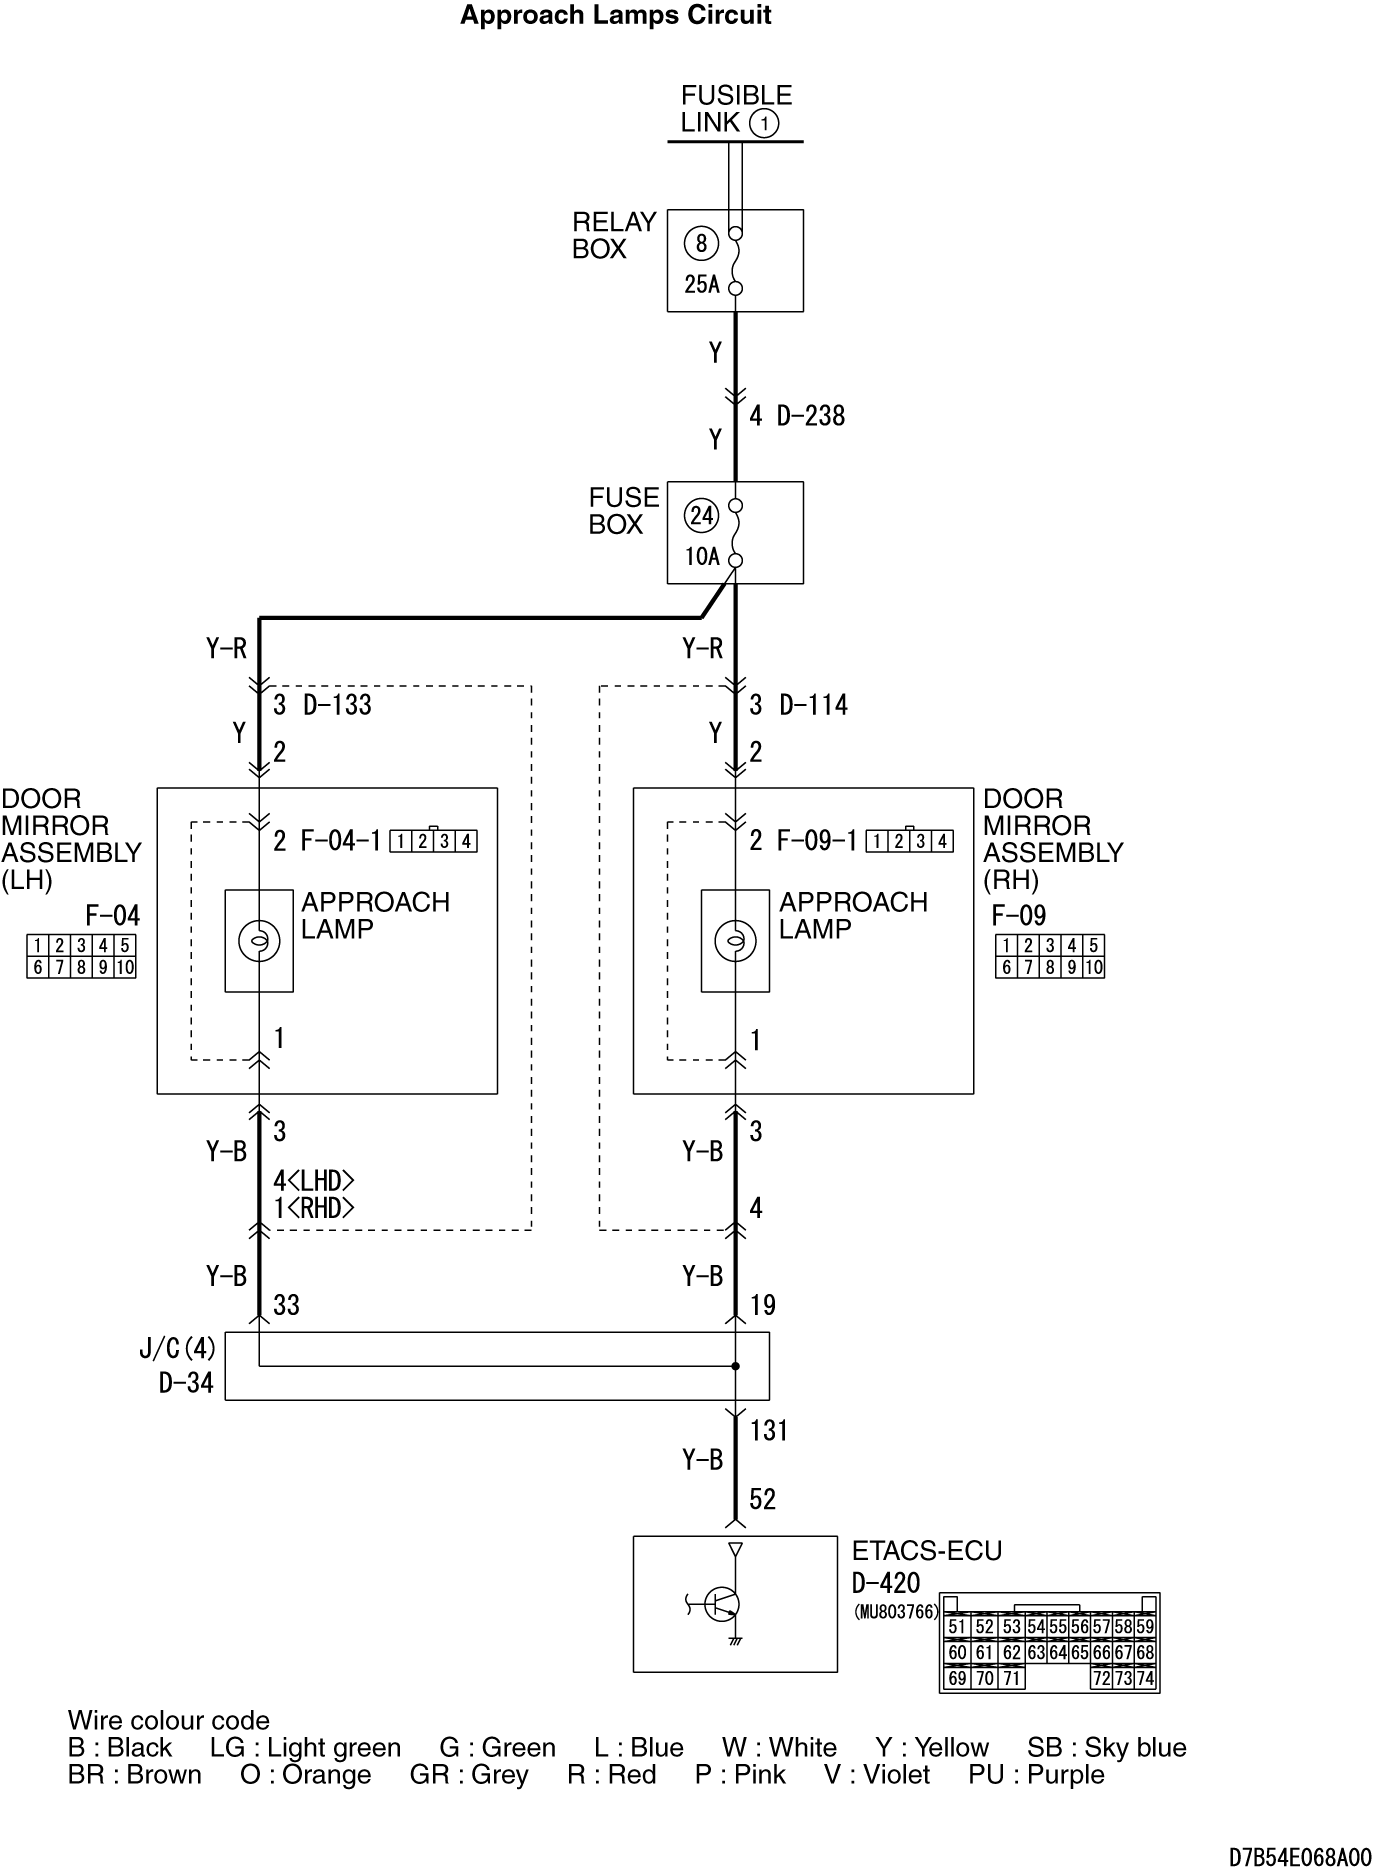 Approach Lamps Circuit
FUSIBLE
LINK 1
RELAY
BOX
8
25A
Y
4 D-238
Y
FUSE
BOX
24
10A
Y-R
Y-R
3 D-133
3 D-114
Y
2
Y
2
DOOR
MIRROR
ASSEMBLY
(LH)
F-04
1 2 3 4 5
6 7 8 9 10
2 F-04-1 1 2 3 4
APPROACH
LAMP
1
2 F-09-1 1 2 3 4
APPROACH
LAMP
1
DOOR
MIRROR
ASSEMBLY
(RH)
F-09
1 2 3 4 5
6 7 8 9 10
3
Y-B
4<LHD>
1<RHD>
3
Y-B
4
Y-B
33
Y-B
19
J/C(4)
D-34
131
Y-B
52
ETACS-ECU
D-420
(MU803766)
51 52 53 54 55 56 57 58 59
60 61 62 63 64 65 66 67 68
69 70 71 72 73 74
Wire colour code
B : Black LG : Light green G : Green L : Blue W : White Y : Yellow SB : Sky blue
BR : Brown O : Orange GR : Grey R : Red P : Pink V : Violet PU : Purple
D7B54E068A00